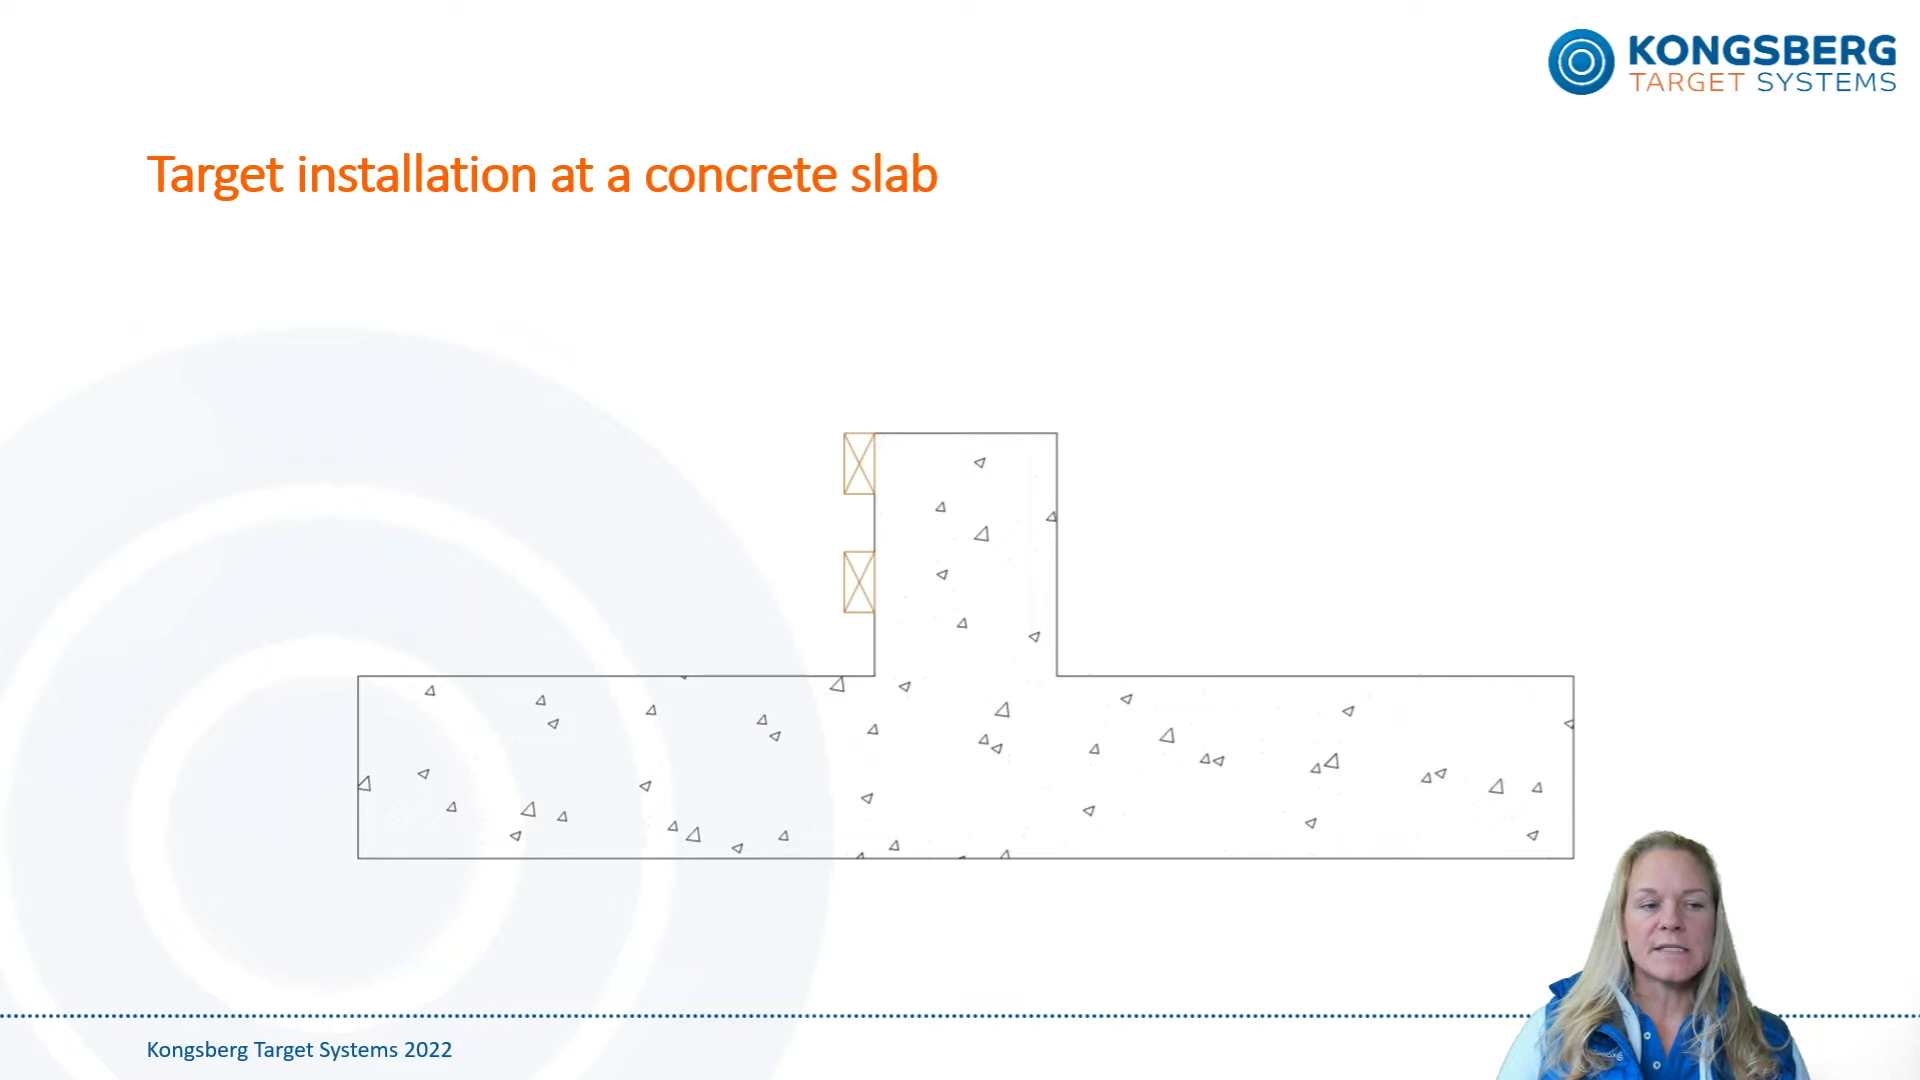 KONGSBERG
TARGET SYSTEMS
Target installation at a concrete slab
Kongsberg Target Systems 2022